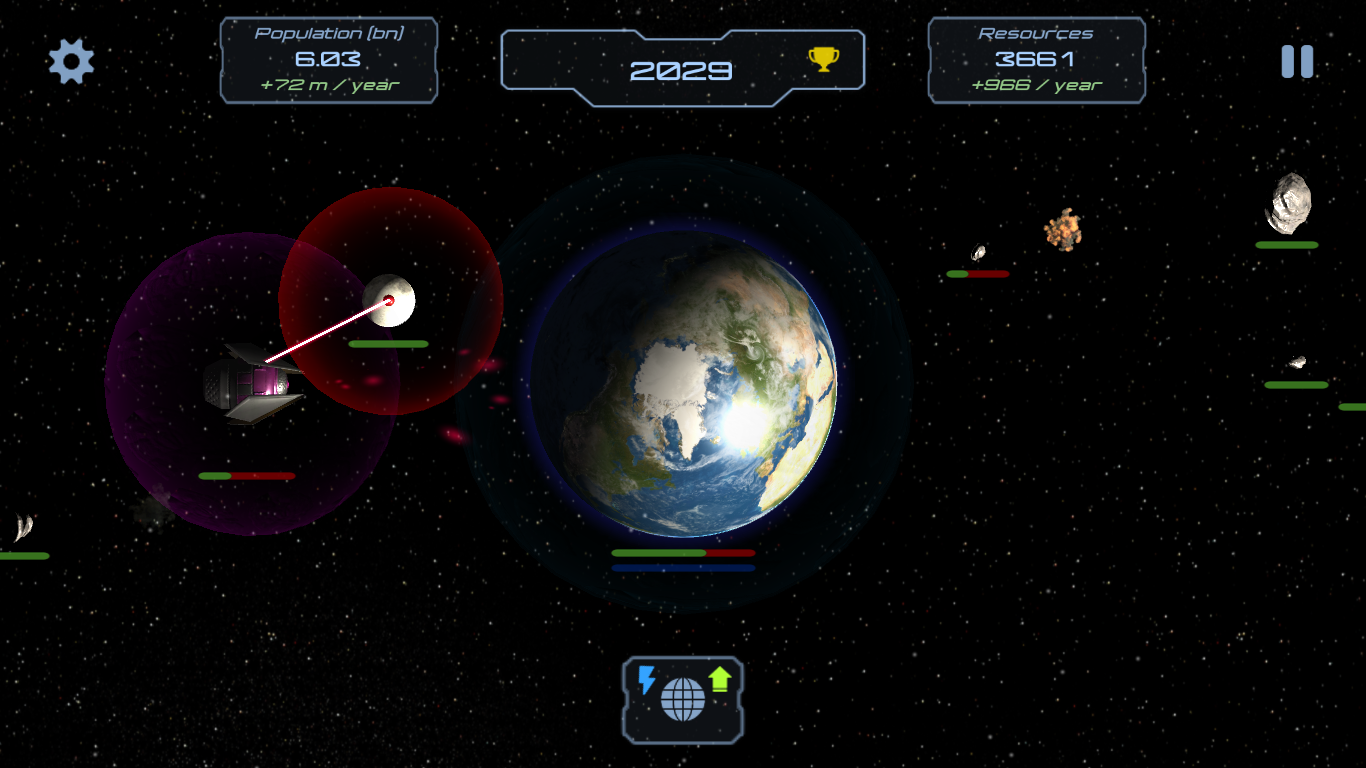 Population (bn)
6.03
+72 m / year
2029
Resources
3661
+966 / year